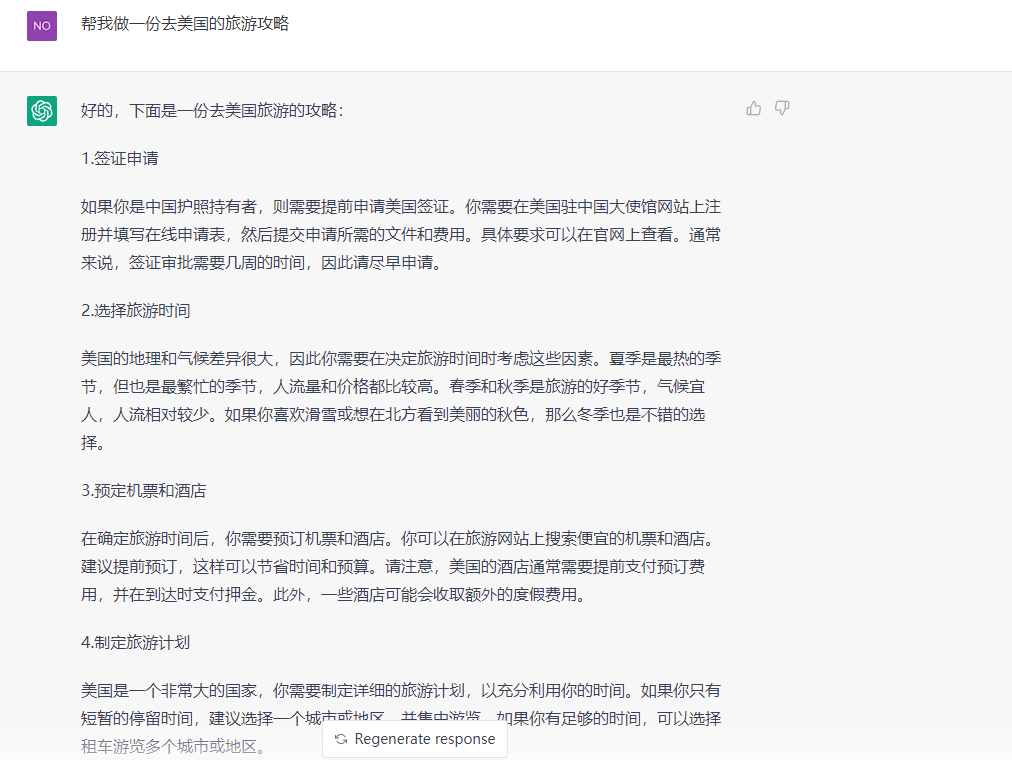 NO
帮我做一份去美国的旅游攻略
好的，下面是一份去美国旅游的攻略：
1.签证申请
如果你是中国护照持有者，则需要提前申请美国签证。你需要在美国驻中国大使馆网站上注
册并填写在线申请表，然后提交申请所需的文件和费用。具体要求可以在官网上查看。通常
来说，签证审批需要几周的时间，因此请尽早申请。
2.选择旅游时间
美国的地理和气候差异很大，因此你需要在决定旅游时间时考虑这些因素。夏季是最热的季
节，但也是最繁忙的季节，人流量和价格都比较高。春季和秋季是旅游的好季节，气候宜
人，人流相对较少。如果你喜欢滑雪或想在北方看到美丽的秋色，那么冬季也是不错的选
择。
3.预定机票和酒店
在确定旅游时间后，你需要预订机票和酒店。你可以在旅游网站上搜索便宜的机票和酒店。
建议提前预订，这样可以节省时间和预算。请注意，美国的酒店通常需要提前支付预订费
用，并在到达时支付押金。此外，一些酒店可能会收取额外的度假费用。
4.制定旅游计划
美国是一个非常大的国家，你需要制定详细的旅游计划，以充分利用你的时间。如果你只有
短暂的停留时间，建议选择一个城市或地区，并集中游览。如果你有足够的时间，可以选择
租车游览多个城市或地区。
Regenerate response